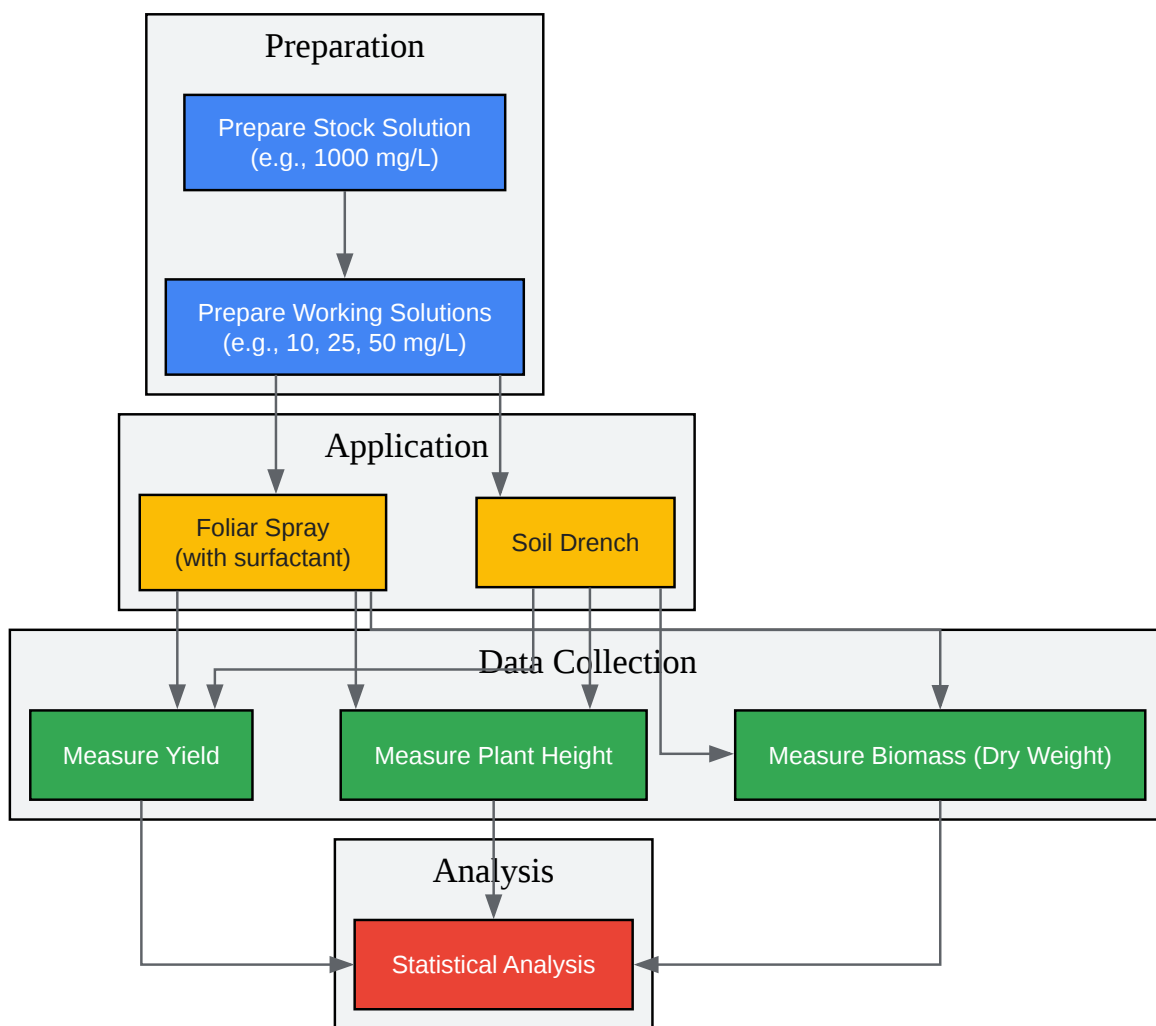 Preparation
Prepare Stock Solution
(e.g., 1000 mg/L)
Prepare Working Solutions
(e.g., 10, 25, 50 mg/L)
Application
Foliar Spray
(with surfactant)
Soil Drench
Data Collection
Measure Yield
Measure Plant Height
Measure Biomass (Dry Weight)
Analysis
Statistical Analysis